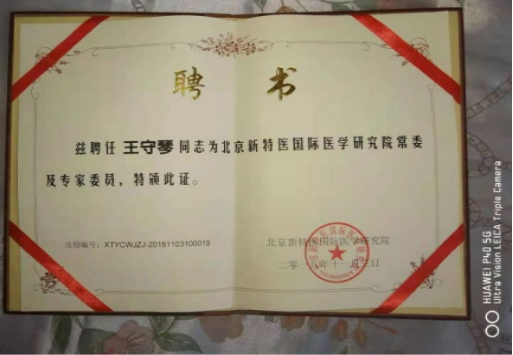 聘 书
兹聘任 王守琴 同志为北京新特医国际医学研究院常委
及专家委员，特颁此证。
注册编号：XTYCWJZJ-20181103100019
北京新特医国际医学研究院
二零一八年十一月三日
HUAWEI P40 5G
Ultra Vision LEICA Triple Camera